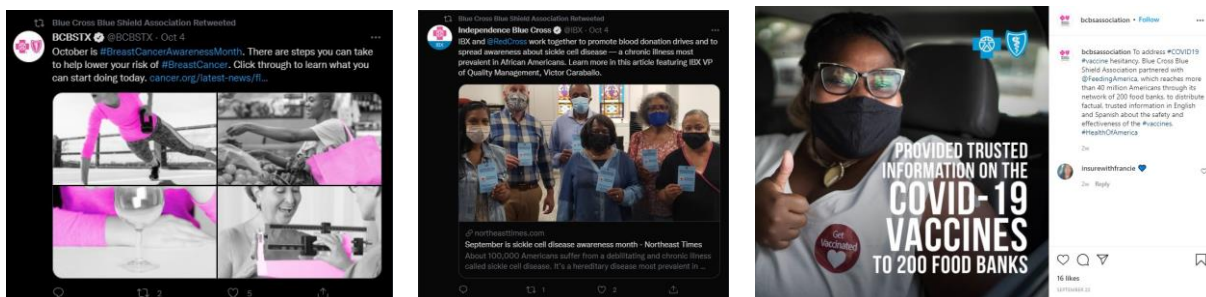 Blue Cross Blue Shield Association Retweeted
BCBSTX @BCBSTX · Oct 4
October is #BreastCancerAwarenessMonth. There are steps you can take
to help lower your risk of #BreastCancer. Click through to learn what you
can start doing today. cancer.org/latest-news/fi...
2
5
Blue Cross Blue Shield Association Retweeted
Independence Blue Cross @IBX · Oct 4
IBX and @RedCross work together to promote blood donation drives and to
spread awareness about sickle cell disease — a chronic illness most
prevalent in African Americans. Learn more in this article featuring IBX VP
of Quality Management, Victor Caraballo.
northeasttimes.com
September is sickle cell disease awareness month - Northeast Times
About 100,000 Americans suffer from a debilitating and chronic illness
called sickle cell disease. It's a hereditary disease most prevalent in ...
1
2
PROVIDED TRUSTED
INFORMATION ON THE
COVID-19
VACCINES
TO 200 FOOD BANKS
Get
Vaccinated
bcbsassociation • Follow
bcbsassociation To address #COVID19
#vaccine hesitancy, Blue Cross Blue
Shield Association partnered with
@FeedingAmerica, which reaches more
than 40 million Americans through its
network of 200 food banks, to distribute
factual, trusted information in English
and Spanish about the safety and
effectiveness of the #vaccines.
#HealthOfAmerica
2w
insurewithfrancie
2w Reply
16 likes
SEPTEMBER 22